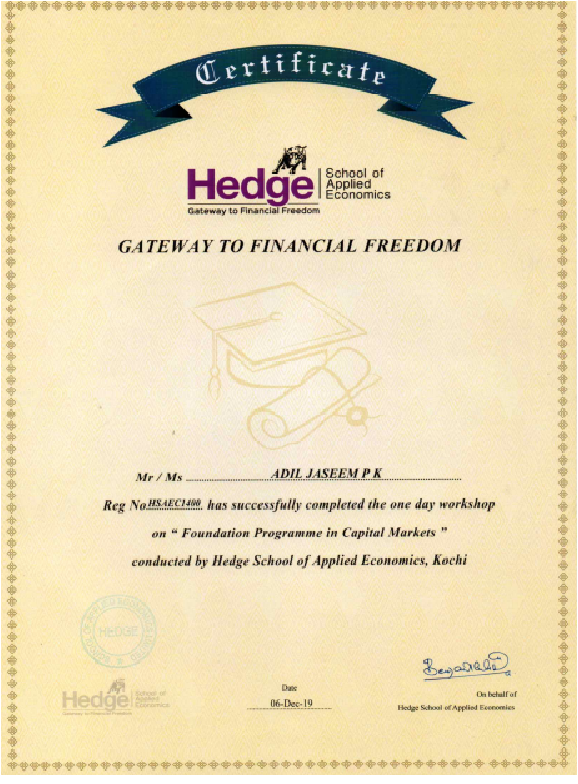 Certificate
Hedge
School of
Applied
Economics
Gateway to Financial Freedom
GATEWAY TO FINANCIAL FREEDOM
Mr / Ms ADIL JASEEM P K
Reg No HSAEC1400 has successfully completed the one day workshop
on “ Foundation Programme in Capital Markets ”
conducted by Hedge School of Applied Economics, Kochi
HEDGE
Hedge
School of
Applied
Economics
Gateway to Financial Freedom
Date
06-Dec-19
On behalf of
Hedge School of Applied Economics